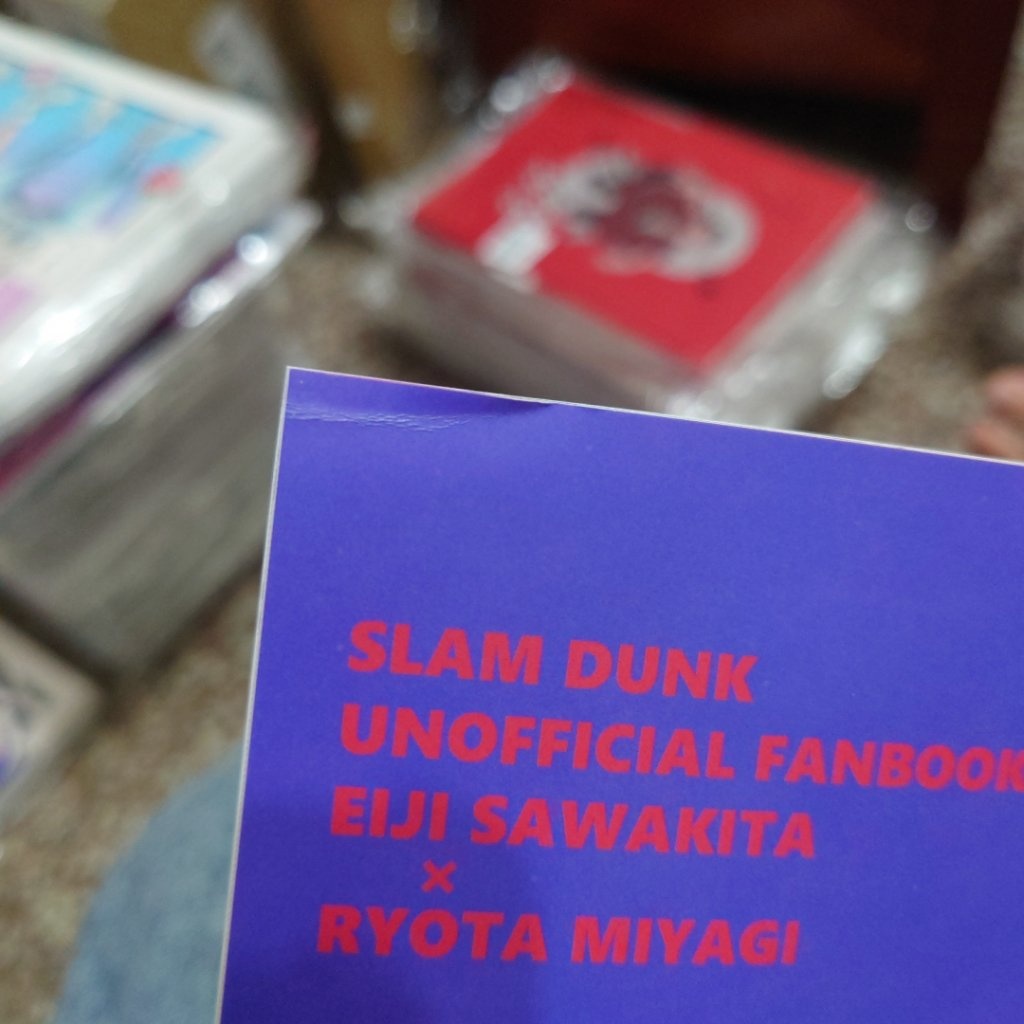 SLAM DUNK
UNOFFICIAL FANBOOK
EIJI SAWAKITA
×
RYOTA MIYAGI